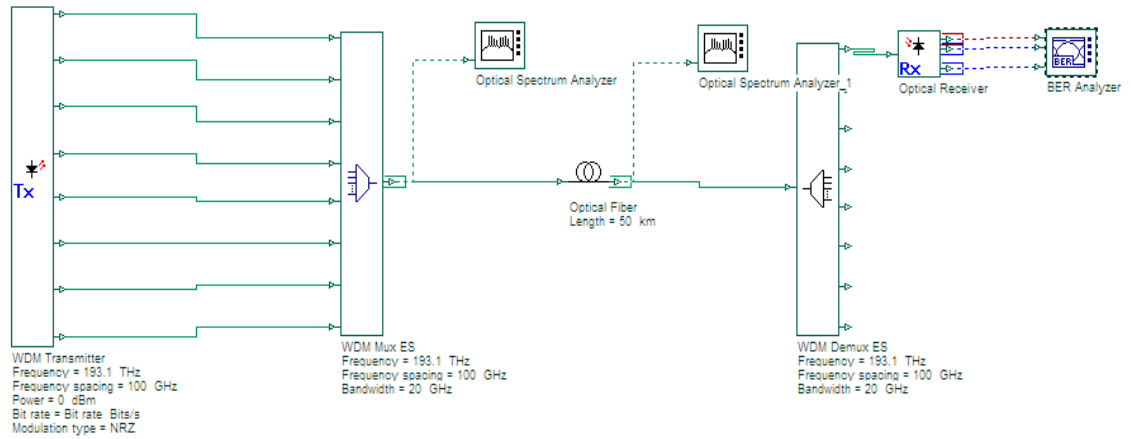 Tx
WDM Transmitter
Frequency = 193.1 THz
Frequency spacing = 100 GHz
Power = 0 dBm
Bit rate = Bit rate Bits/s
Modulation type = NRZ
WDM Mux ES
Frequency = 193.1 THz
Frequency spacing = 100 GHz
Bandwidth = 20 GHz
Optical Spectrum Analyzer
Optical Fiber
Length = 50 km
Optical Spectrum Analyzer_1
WDM Demux ES
Frequency = 193.1 THz
Frequency spacing = 100 GHz
Bandwidth = 20 GHz
Rx
Optical Receiver
BER
BER Analyzer